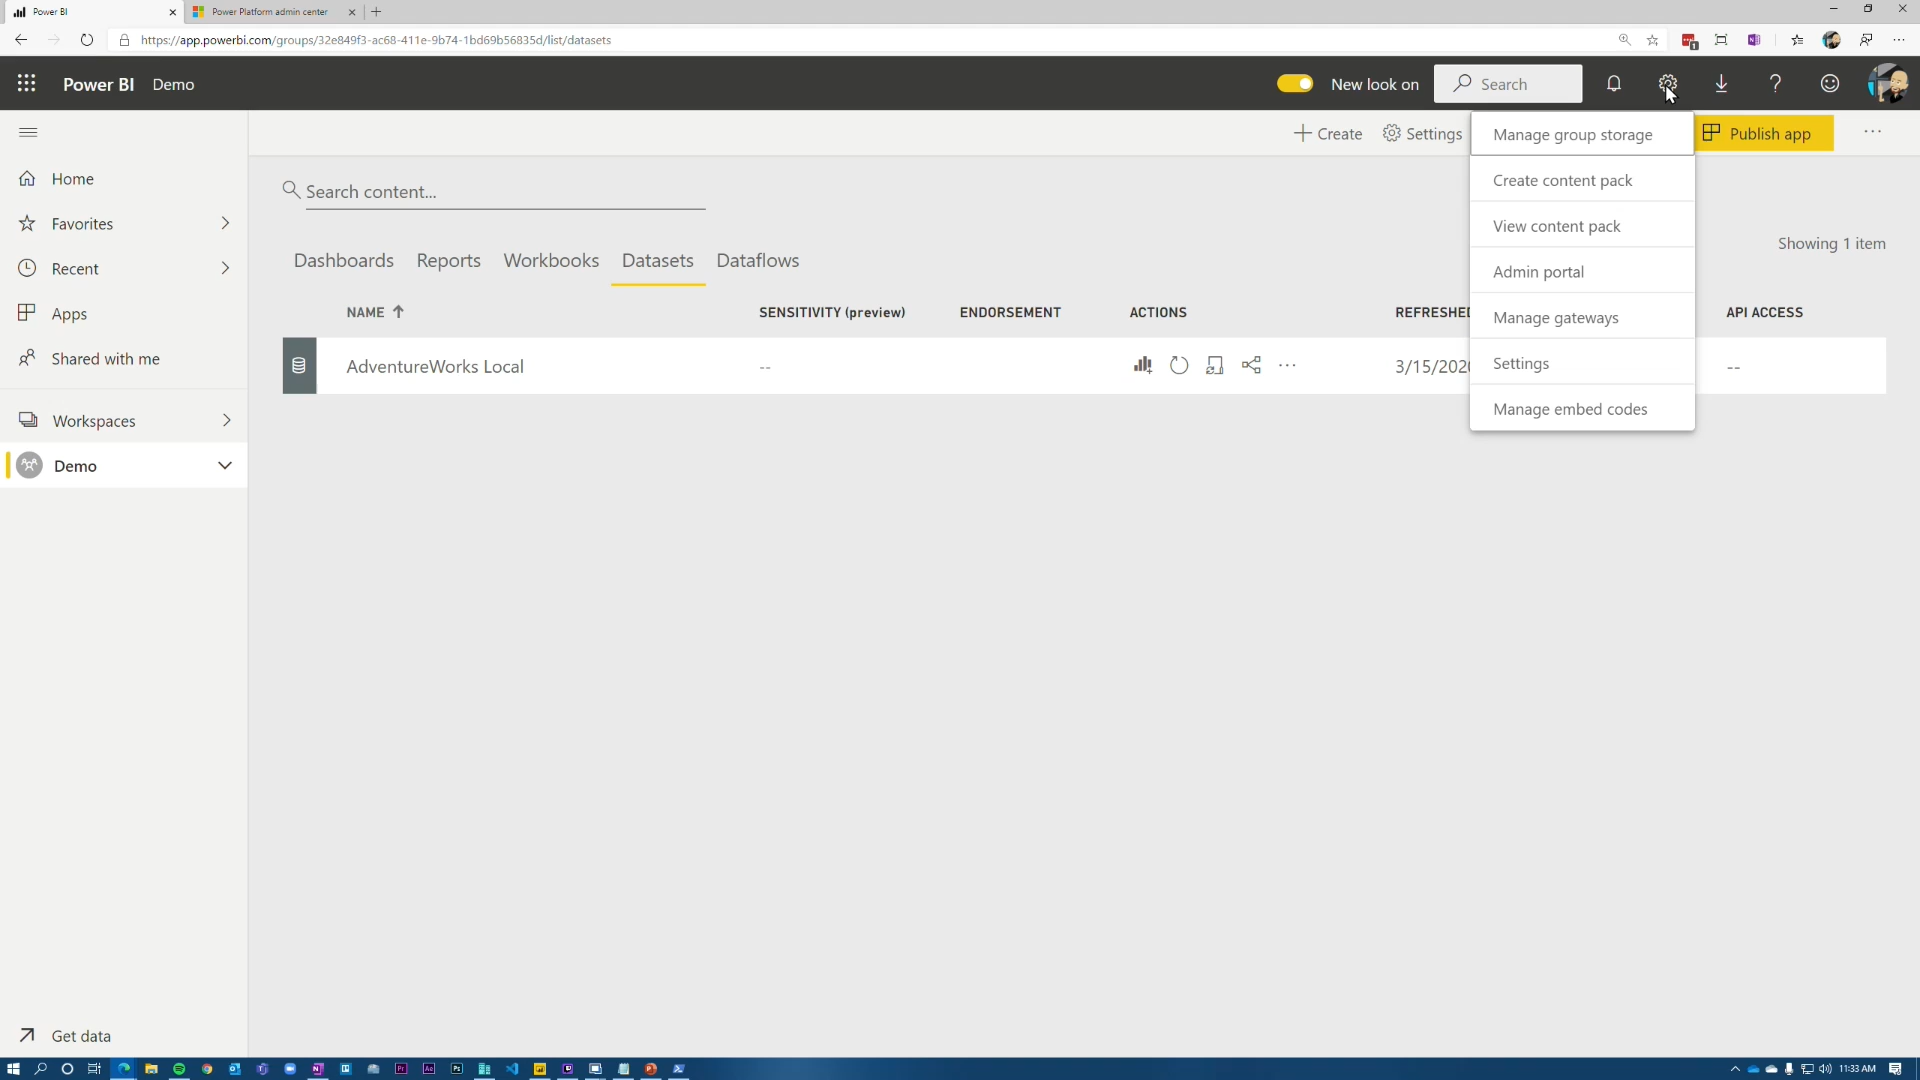 Power BI
Power Platform admin center
https://app.powerbi.com/groups/32e849f3-ac68-411e-9b74-1bd69b56835d/list/datasets
Power BI Demo
New look on
Search
Create
Settings
Publish app
Manage group storage
Create content pack
View content pack
Admin portal
Manage gateways
Settings
Manage embed codes
Home
Favorites
Recent
Apps
Shared with me
Workspaces
Demo
Get data
Search content...
Showing 1 item
Dashboards Reports Workbooks Datasets Dataflows
NAME SENSITIVITY (preview) ENDORSEMENT ACTIONS REFRESHED API ACCESS
AdventureWorks Local -- 3/15/2020 --
11:33 AM